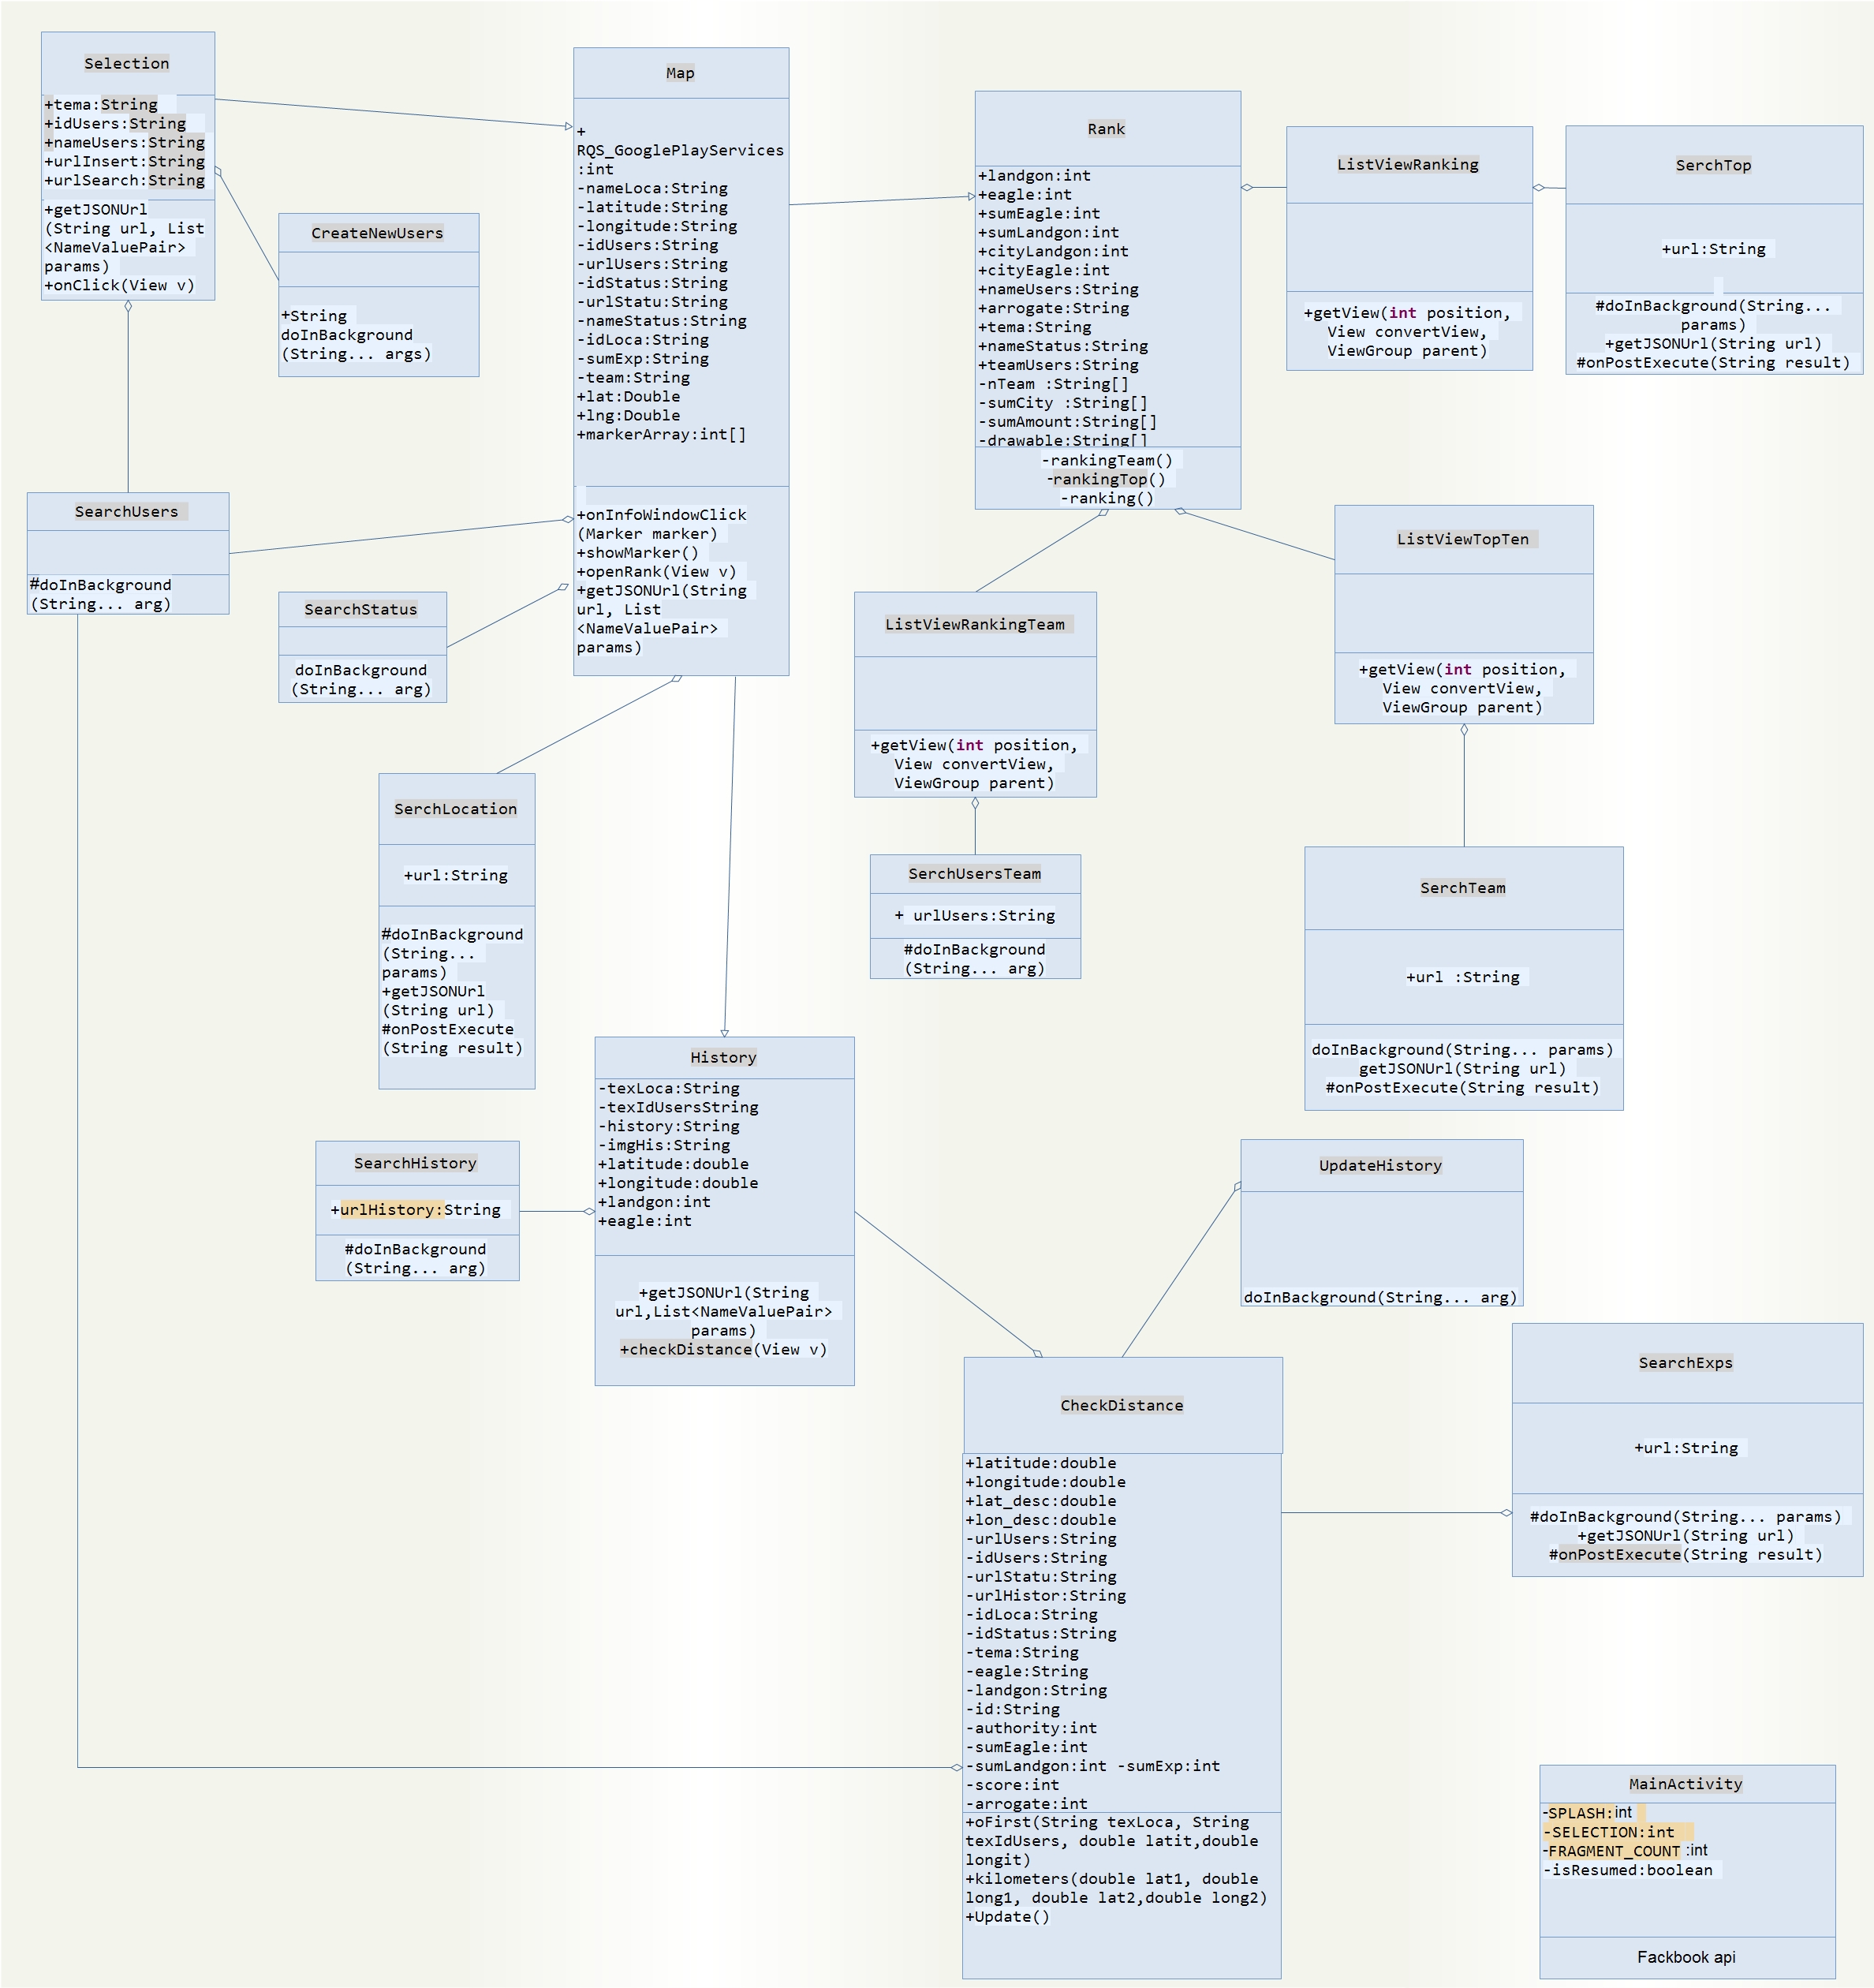 Selection
+tema:String
+idUsers:String
+nameUsers:String
+urlInsert:String
+urlSearch:String
+getJSONUrl
(String url, List
<NameValuePair>
params)
+onClick(View v)
CreateNewUsers
+String
doInBackground
(String... args)
Map
+
RQS_GooglePlayServices
:int
-nameLoca:String
-latitude:String
-longitude:String
-idUsers:String
-urlUsers:String
-idStatus:String
-urlStatu:String
-nameStatus:String
-idLoca:String
-sumExp:String
-team:String
+lat:Double
+lng:Double
+markerArray:int[]
+onInfoWindowClick
(Marker marker)
+showMarker()
+openRank(View v)
+getJSONUrl(String
url, List
<NameValuePair>
params)
Rank
+landgon:int
+eagle:int
+sumEagle:int
+sumLandgon:int
+cityLandgon:int
+cityEagle:int
+nameUsers:String
+arrogate:String
+tema:String
+nameStatus:String
+teamUsers:String
-nTeam :String[]
-sumCity :String[]
-sumAmount:String[]
-drawable:String[]
-rankingTeam()
-rankingTop()
-ranking()
ListViewRanking
+getView(int position,
View convertView,
ViewGroup parent)
SerchTop
+url:String
#doInBackground(String...
params)
+getJSONUrl(String url)
#onPostExecute(String result)
SearchUsers
#doInBackground
(String... arg)
SearchStatus
doInBackground
(String... arg)
ListViewRankingTeam
+getView(int position,
View convertView,
ViewGroup parent)
ListViewTopTen
+getView(int position,
View convertView,
ViewGroup parent)
SerchLocation
+url:String
#doInBackground
(String...
params)
+getJSONUrl
(String url)
#onPostExecute
(String result)
SerchUsersTeam
+ urlUsers:String
#doInBackground
(String... arg)
SerchTeam
+url :String
doInBackground(String... params)
getJSONUrl(String url)
#onPostExecute(String result)
History
-texLoca:String
-texIdUsersString
-history:String
-imgHis:String
+latitude:double
+longitude:double
+landgon:int
+eagle:int
+getJSONUrl(String
url,List<NameValuePair>
params)
+checkDistance(View v)
SearchHistory
+urlHistory:String
#doInBackground
(String... arg)
UpdateHistory
doInBackground(String... arg)
CheckDistance
+latitude:double
+longitude:double
+lat_desc:double
+lon_desc:double
-urlUsers:String
-idUsers:String
-urlStatu:String
-urlHistor:String
-idLoca:String
-idStatus:String
-tema:String
-eagle:String
-landgon:String
-id:String
-authority:int
-sumEagle:int
-sumLandgon:int -sumExp:int
-score:int
-arrogate:int
+oFirst(String texLoca, String
texIdUsers, double latit,double
longit)
+kilometers(double lat1, double
long1, double lat2,double long2)
+Update()
SearchExps
+url:String
#doInBackground(String... params)
+getJSONUrl(String url)
#onPostExecute(String result)
MainActivity
-SPLASH:int
-SELECTION:int
-FRAGMENT_COUNT :int
-isResumed:boolean
Fackbook api